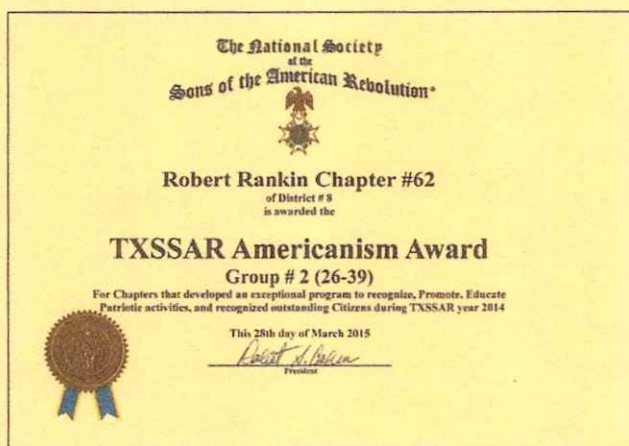 The National Society
of the
Sons of the American Revolution®
Robert Rankin Chapter #62
of District # 8
is awarded the
TXSSAR Americanism Award
Group # 2 (26-39)
For Chapters that developed an exceptional program to recognize, Promote, Educate
Patriotic activities, and recognized outstanding Citizens during TXSSAR year 2014
This 28th day of March 2015
President